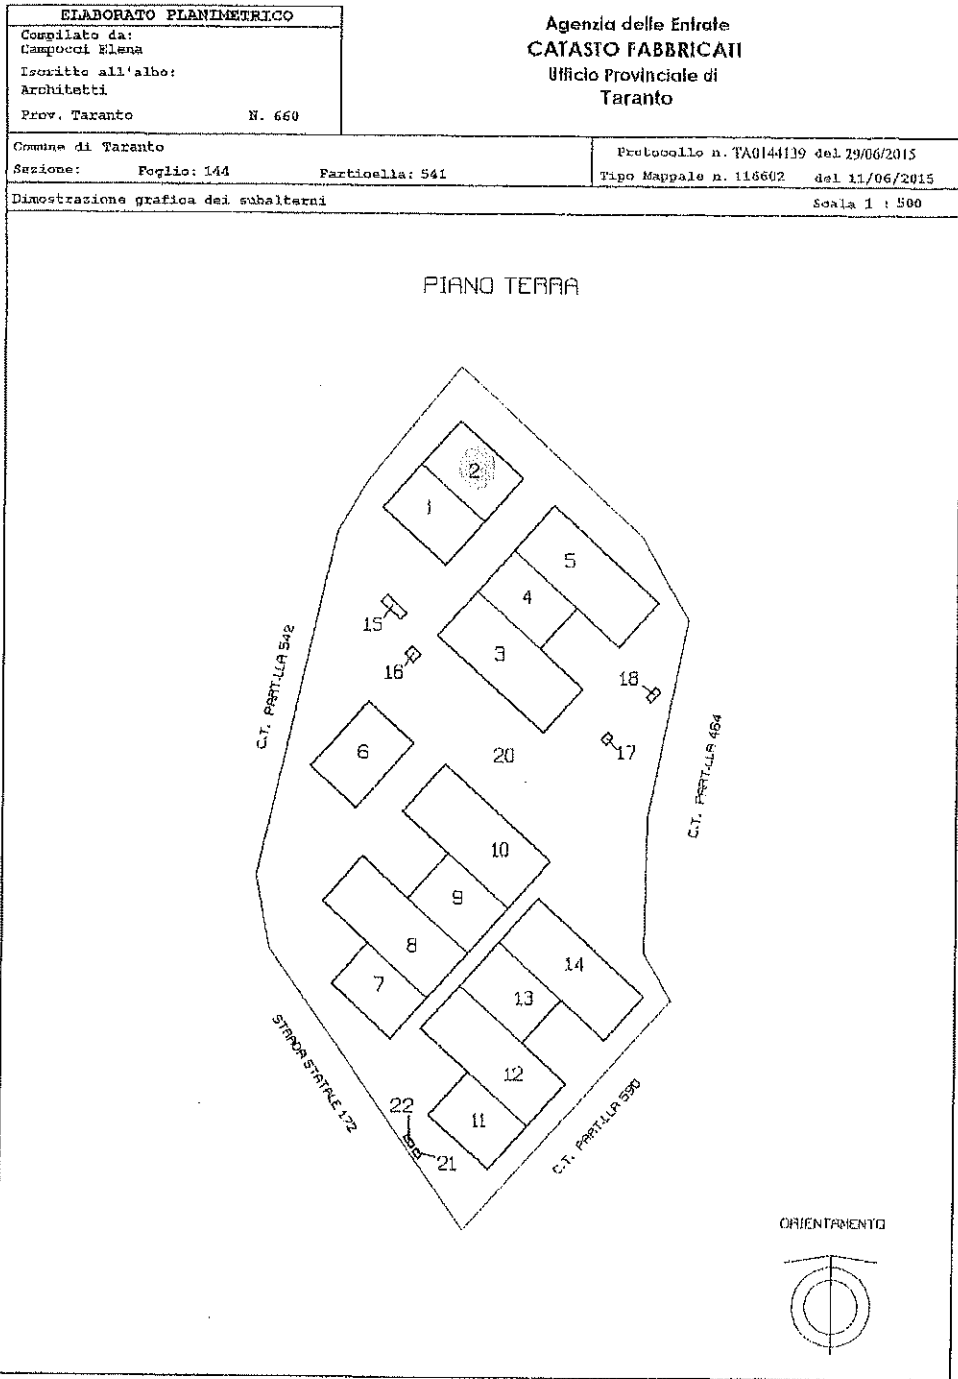 ELABORATO PLANIMETRICO
Compilato da:
Campocci Elena
Iscritto all'albo:
Architetti
Prov. Taranto N. 660
Agenzia delle Entrate
CATASTO FABBRICATI
Ufficio Provinciale di
Taranto
Comune di Taranto
Sezione: Foglio: 144 Particella: 541
Protocollo n. TA0144139 del 29/06/2015
Tipo Mappale n. 116602 del 11/06/2015
Dimostrazione grafica dei subalterni
Scala 1 : 500
PIANO TERRA
2
1
5
4
15
3
16
18
C.T. PART.LLA 542
6
20
17
C.T. PART.LLA 464
10
9
8
14
7
13
STRADA STATALE 172
12
22
11
C.T. PART.LLA 590
21
ORIENTAMENTO